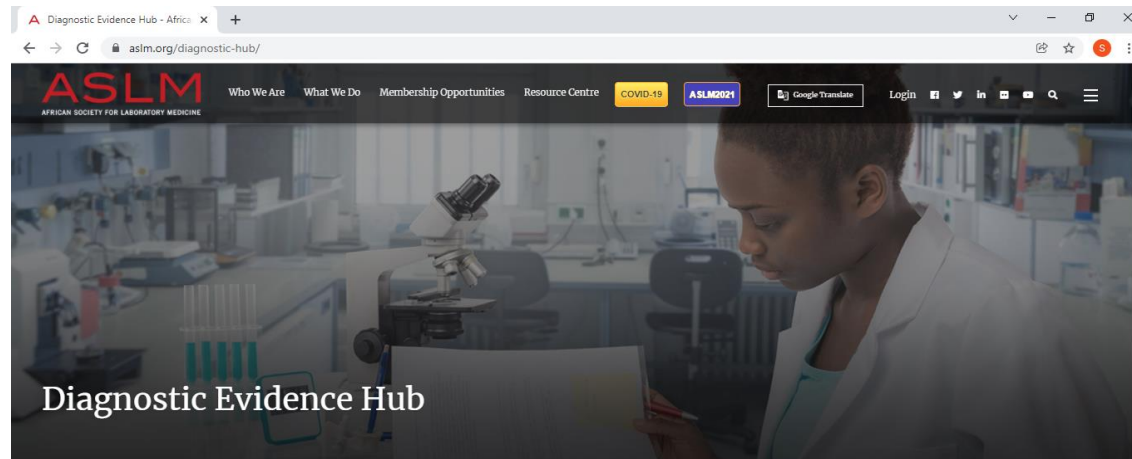 Diagnostic Evidence Hub - Africa
aslm.org/diagnostic-hub/
S
ASLM
AFRICAN SOCIETY FOR LABORATORY MEDICINE
Who We Are What We Do Membership Opportunities Resource Centre COVID-19 ASLM2021 Google Translate Login
Diagnostic Evidence Hub